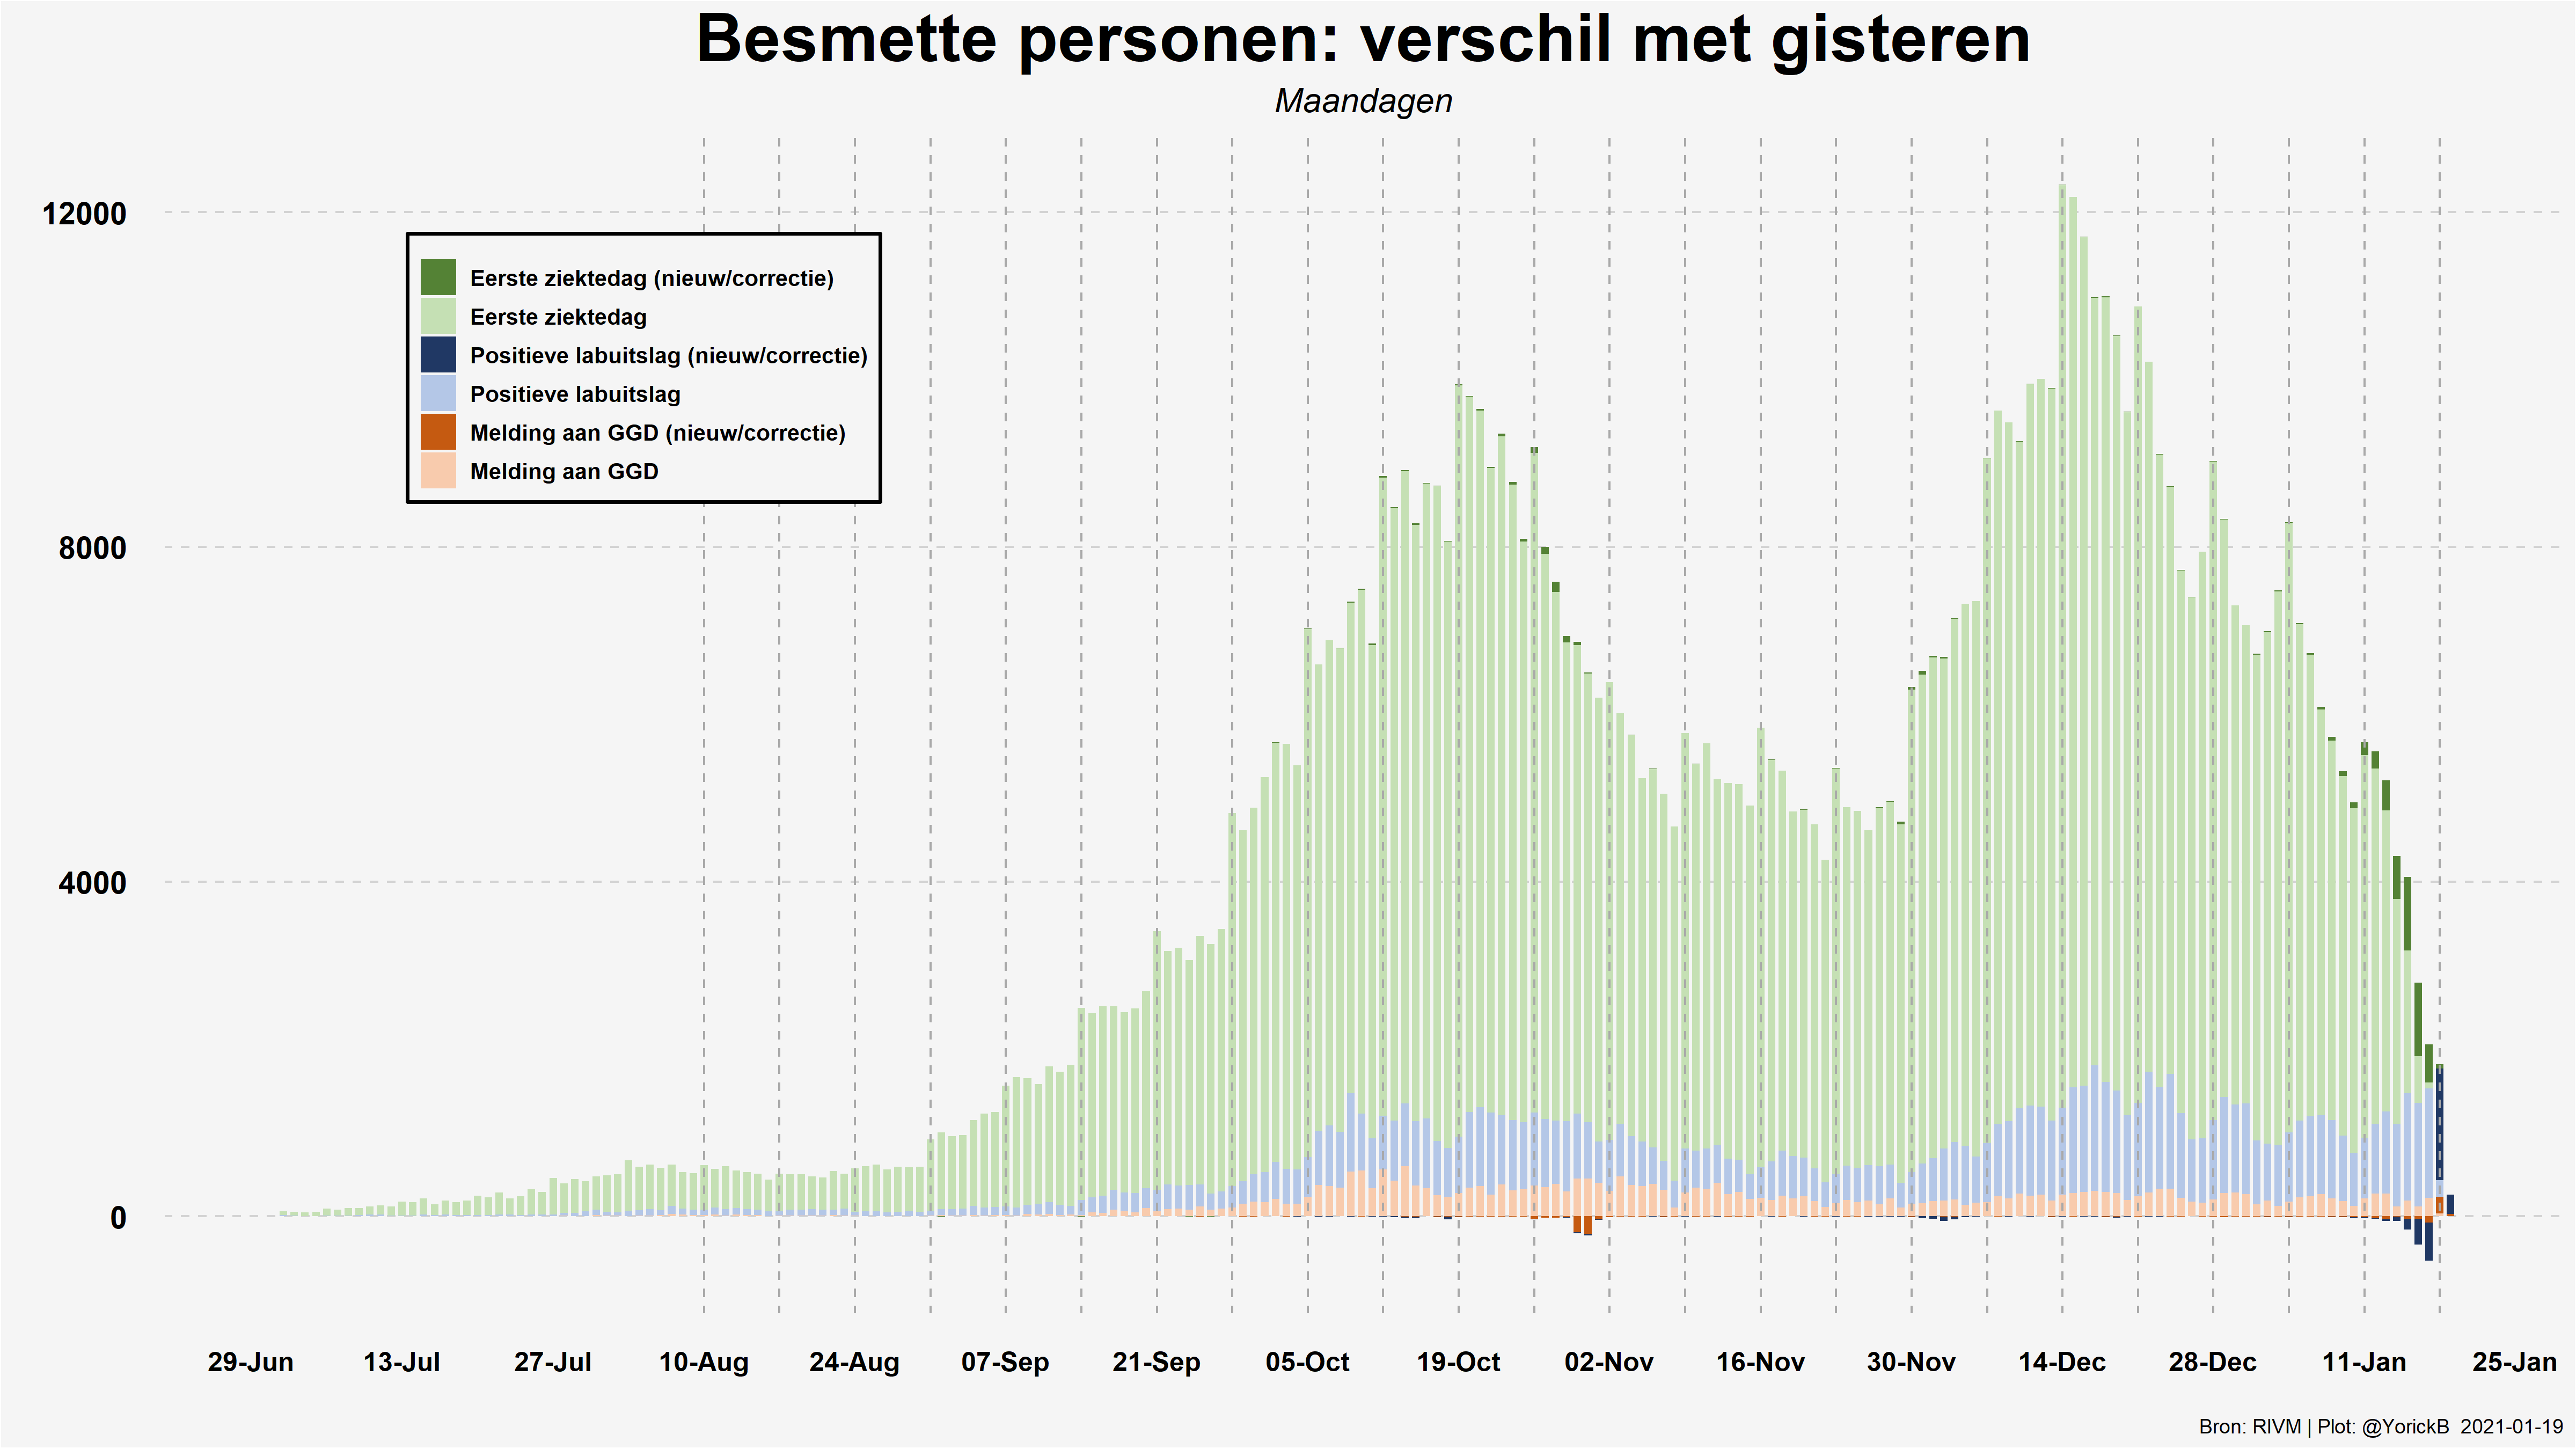 Besmette personen: verschil met gisteren
Maandagen
12000
8000
4000
0
Eerste ziektedag (nieuw/correctie)
Eerste ziektedag
Positieve labuitslag (nieuw/correctie)
Positieve labuitslag
Melding aan GGD (nieuw/correctie)
Melding aan GGD
29-Jun 13-Jul 27-Jul 10-Aug 24-Aug 07-Sep 21-Sep 05-Oct 19-Oct 02-Nov 16-Nov 30-Nov 14-Dec 28-Dec 11-Jan 25-Jan
Bron: RIVM | Plot: @YorickB 2021-01-19